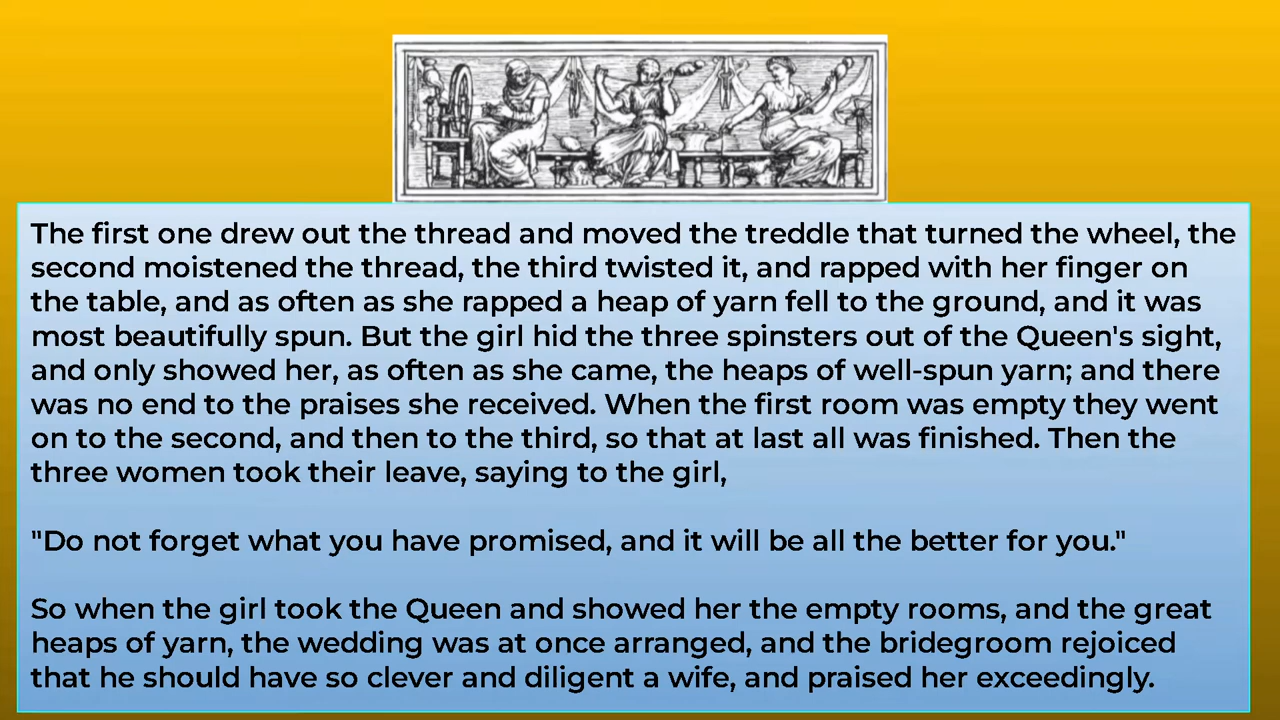 The first one drew out the thread and moved the treddle that turned the wheel, the
second moistened the thread, the third twisted it, and rapped with her finger on
the table, and as often as she rapped a heap of yarn fell to the ground, and it was
most beautifully spun. But the girl hid the three spinsters out of the Queen's sight,
and only showed her, as often as she came, the heaps of well-spun yarn; and there
was no end to the praises she received. When the first room was empty they went
on to the second, and then to the third, so that at last all was finished. Then the
three women took their leave, saying to the girl,
"Do not forget what you have promised, and it will be all the better for you."
So when the girl took the Queen and showed her the empty rooms, and the great
heaps of yarn, the wedding was at once arranged, and the bridegroom rejoiced
that he should have so clever and diligent a wife, and praised her exceedingly.